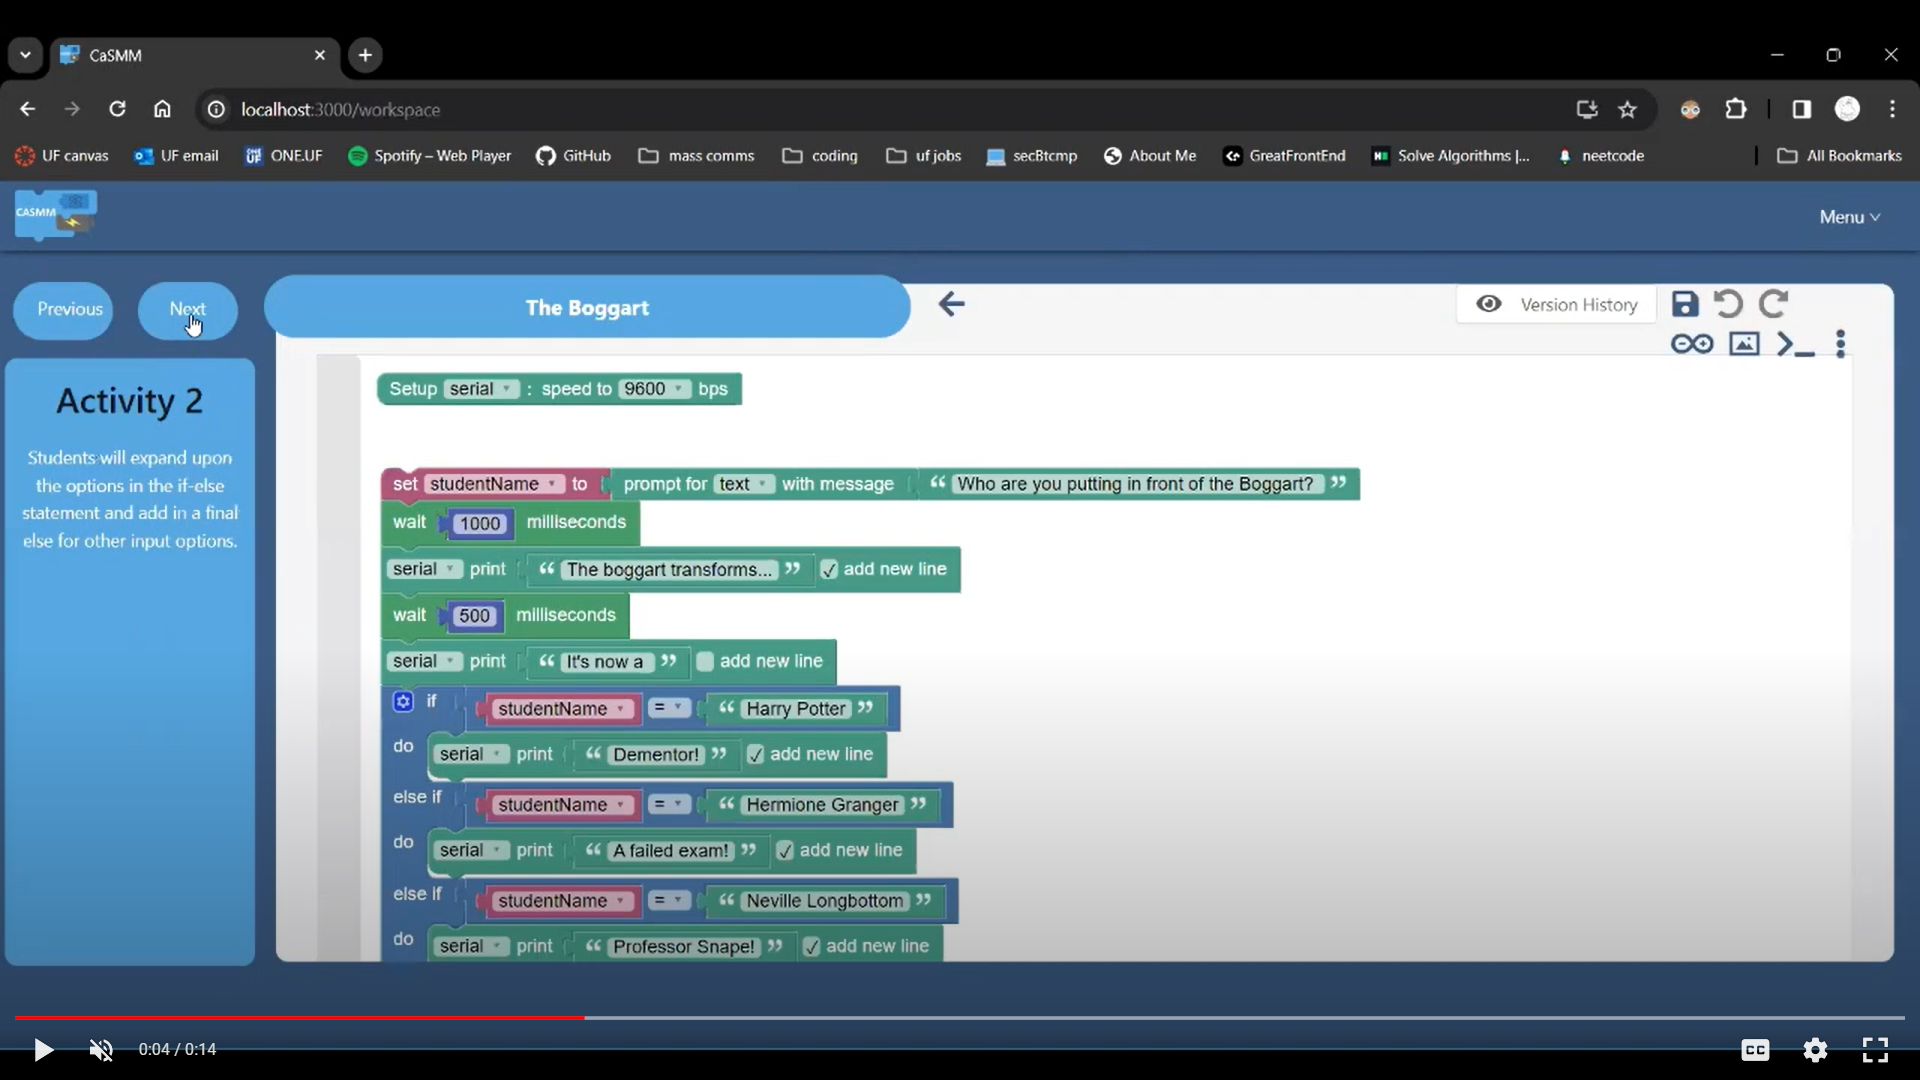 CaSMM
localhost:3000/workspace
UF canvas UF email ONE.UF Spotify – Web Player GitHub mass comms coding uf jobs secBtcmp About Me GreatFrontEnd Solve Algorithms |... neetcode All Bookmarks
CASMM
Menu
Previous Next The Boggart Version History
Activity 2
Students will expand upon
the options in the if-else
statement and add in a final
else for other input options.
Setup serial : speed to 9600 bps
set studentName to prompt for text with message “ Who are you putting in front of the Boggart? ”
wait 1000 milliseconds
serial print “ The boggart transforms... ” add new line
wait 500 milliseconds
serial print “ It's now a ” add new line
if studentName = “ Harry Potter ”
do serial print “ Dementor! ” add new line
else if studentName = “ Hermione Granger ”
do serial print “ A failed exam! ” add new line
else if studentName = “ Neville Longbottom ”
do serial print “ Professor Snape! ” add new line
0:04 / 0:14
CC